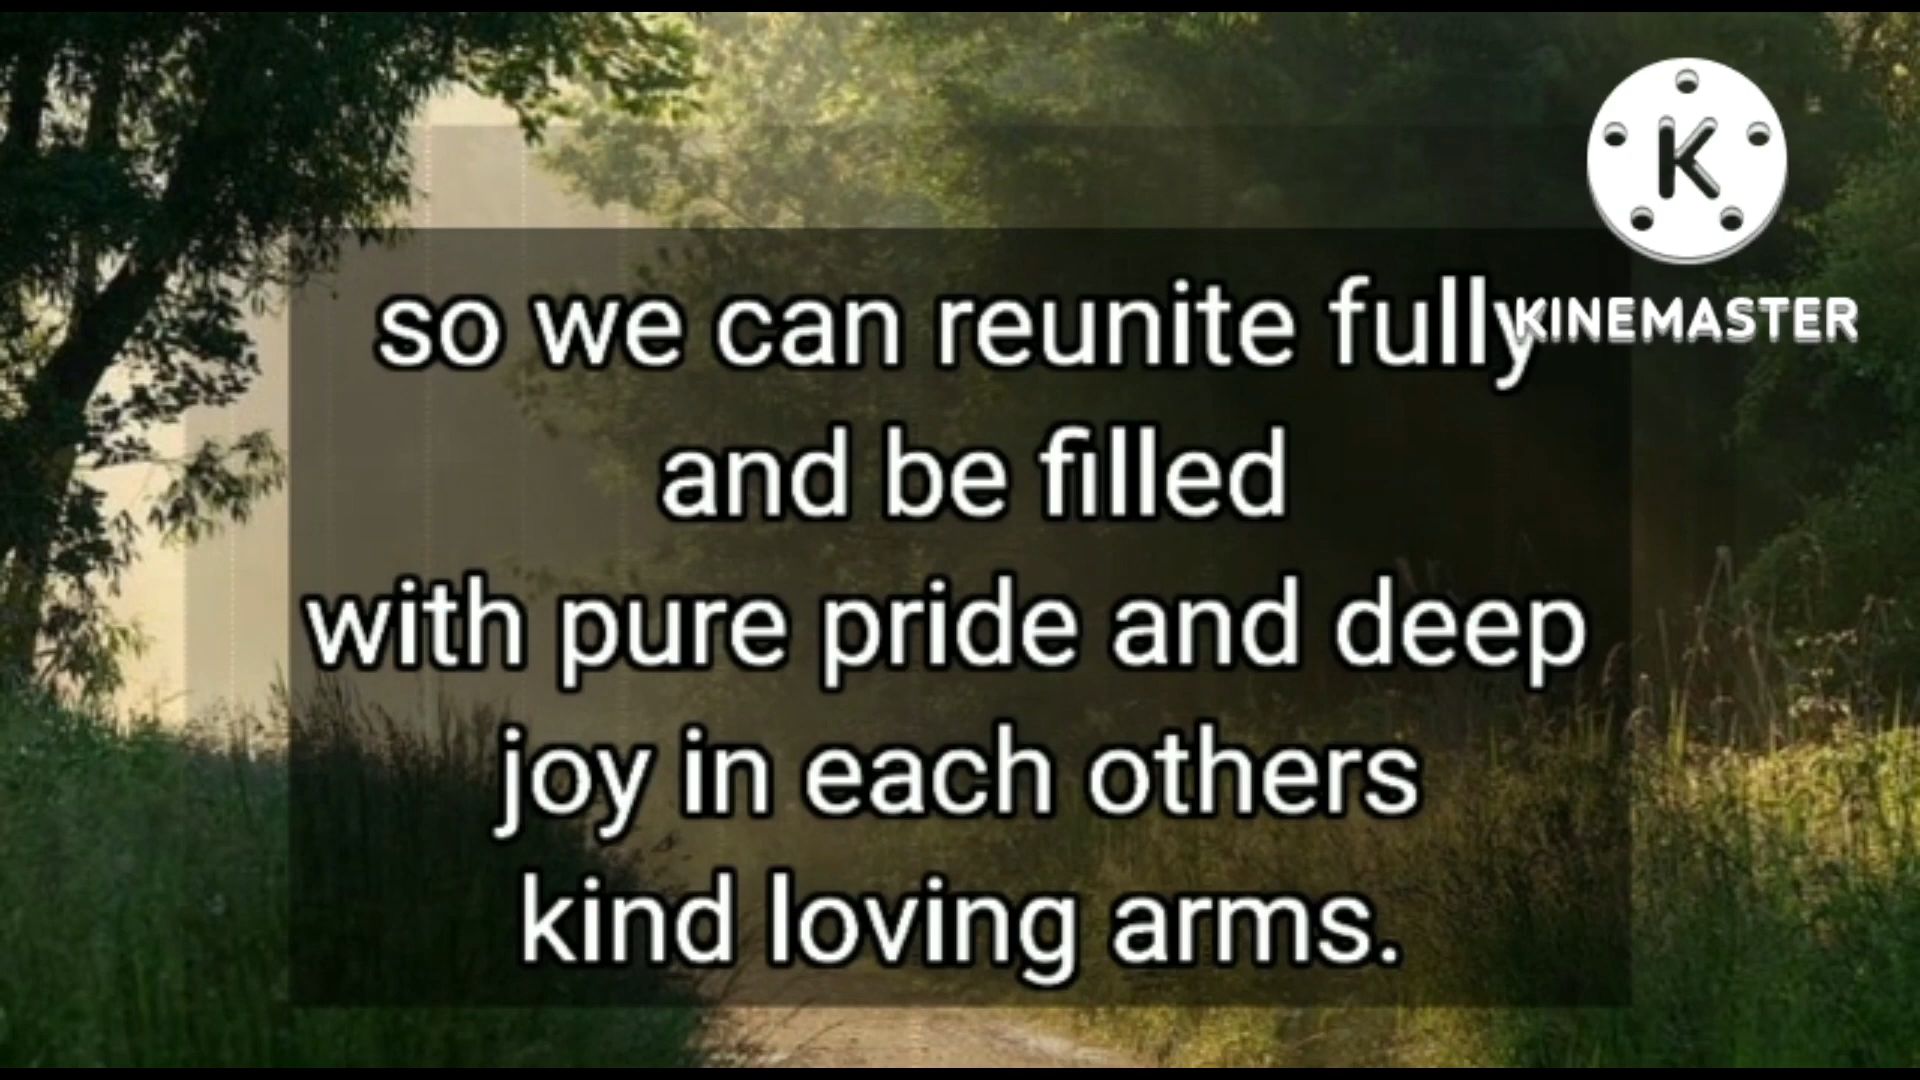 K
KINEMASTER
so we can reunite fully
and be filled
with pure pride and deep
joy in each others
kind loving arms.